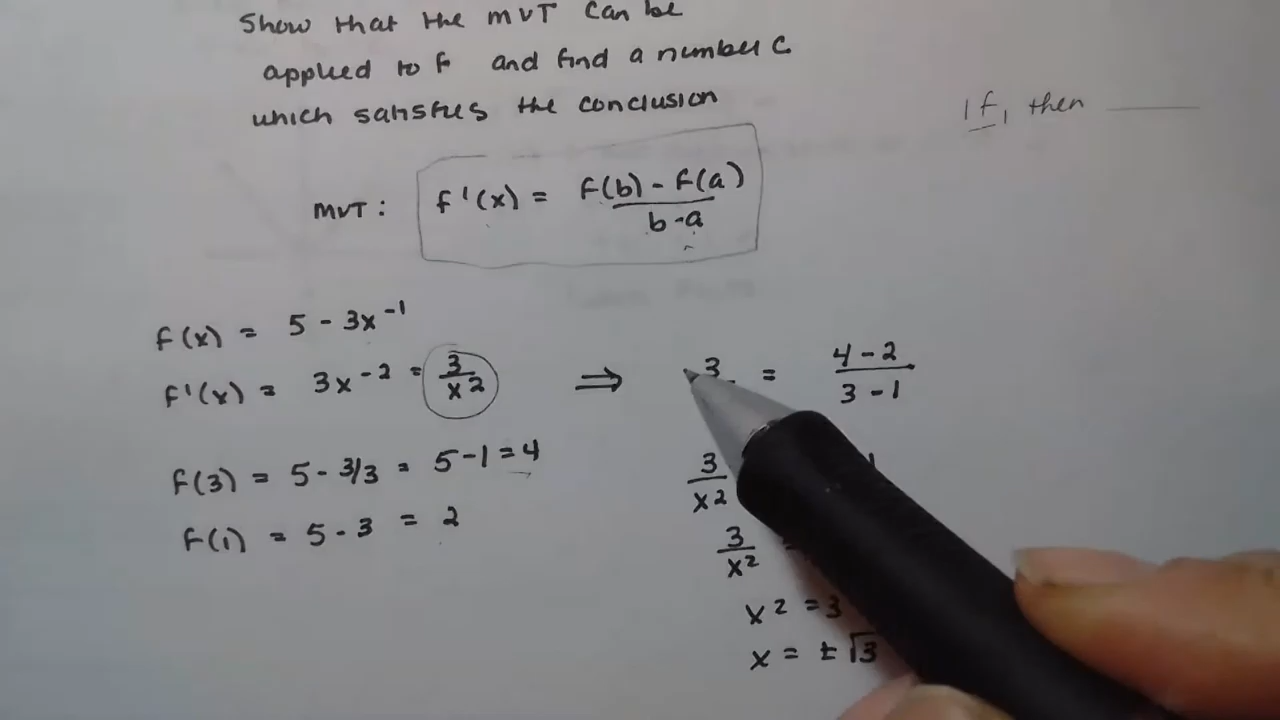 Show that the MVT can be
applied to f and find a number c
which satisfies the conclusion
If, then
MVT: f'(x) = f(b) - f(a) / b - a
f(x) = 5 - 3x⁻¹
f'(x) = 3x⁻² = 3/x² ⇒ 3 = 4 - 2 / 3 - 1
f(3) = 5 - 3/3 = 5 - 1 = 4
3/x²
f(1) = 5 - 3 = 2
3/x² =
x² = 3
x = ±√3